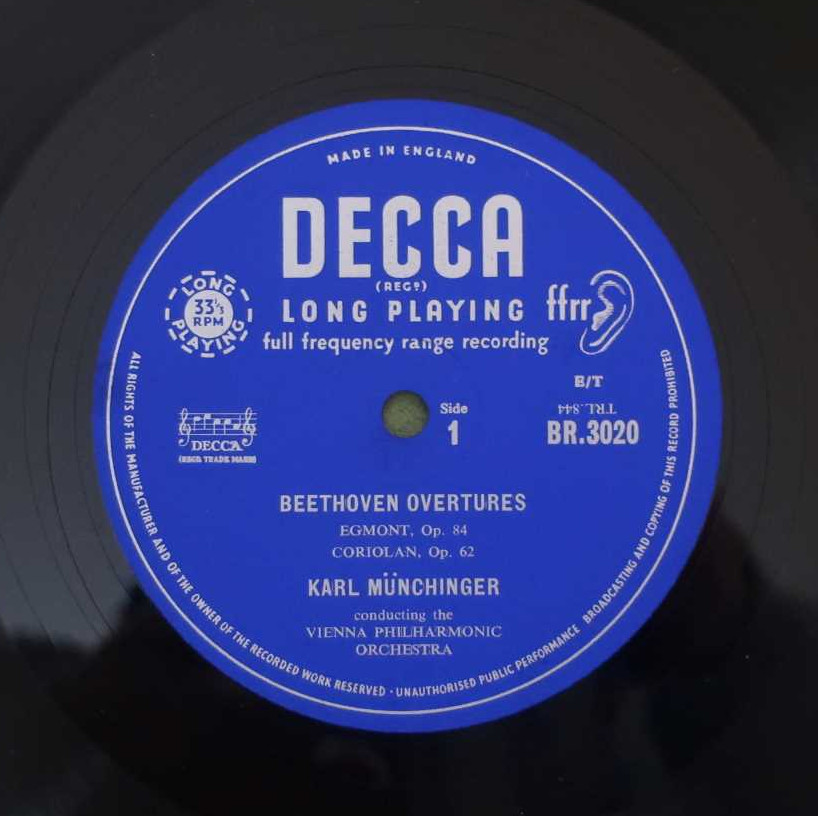 MADE IN ENGLAND
DECCA
(REGD)
LONG PLAYING
ffrr
full frequency range recording
LONG
33⅓
RPM
PLAYING
E/T
TRL.844
BR.3020
Side
1
DECCA
(REGD. TRADE MARK)
BEETHOVEN OVERTURES
EGMONT, Op. 84
CORIOLAN, Op. 62
KARL MÜNCHINGER
conducting the
VIENNA PHILHARMONIC
ORCHESTRA
ALL RIGHTS OF THE MANUFACTURER AND OF THE OWNER OF THE RECORDED WORK RESERVED · UNAUTHORISED PUBLIC PERFORMANCE BROADCASTING AND COPYING OF THIS RECORD PROHIBITED